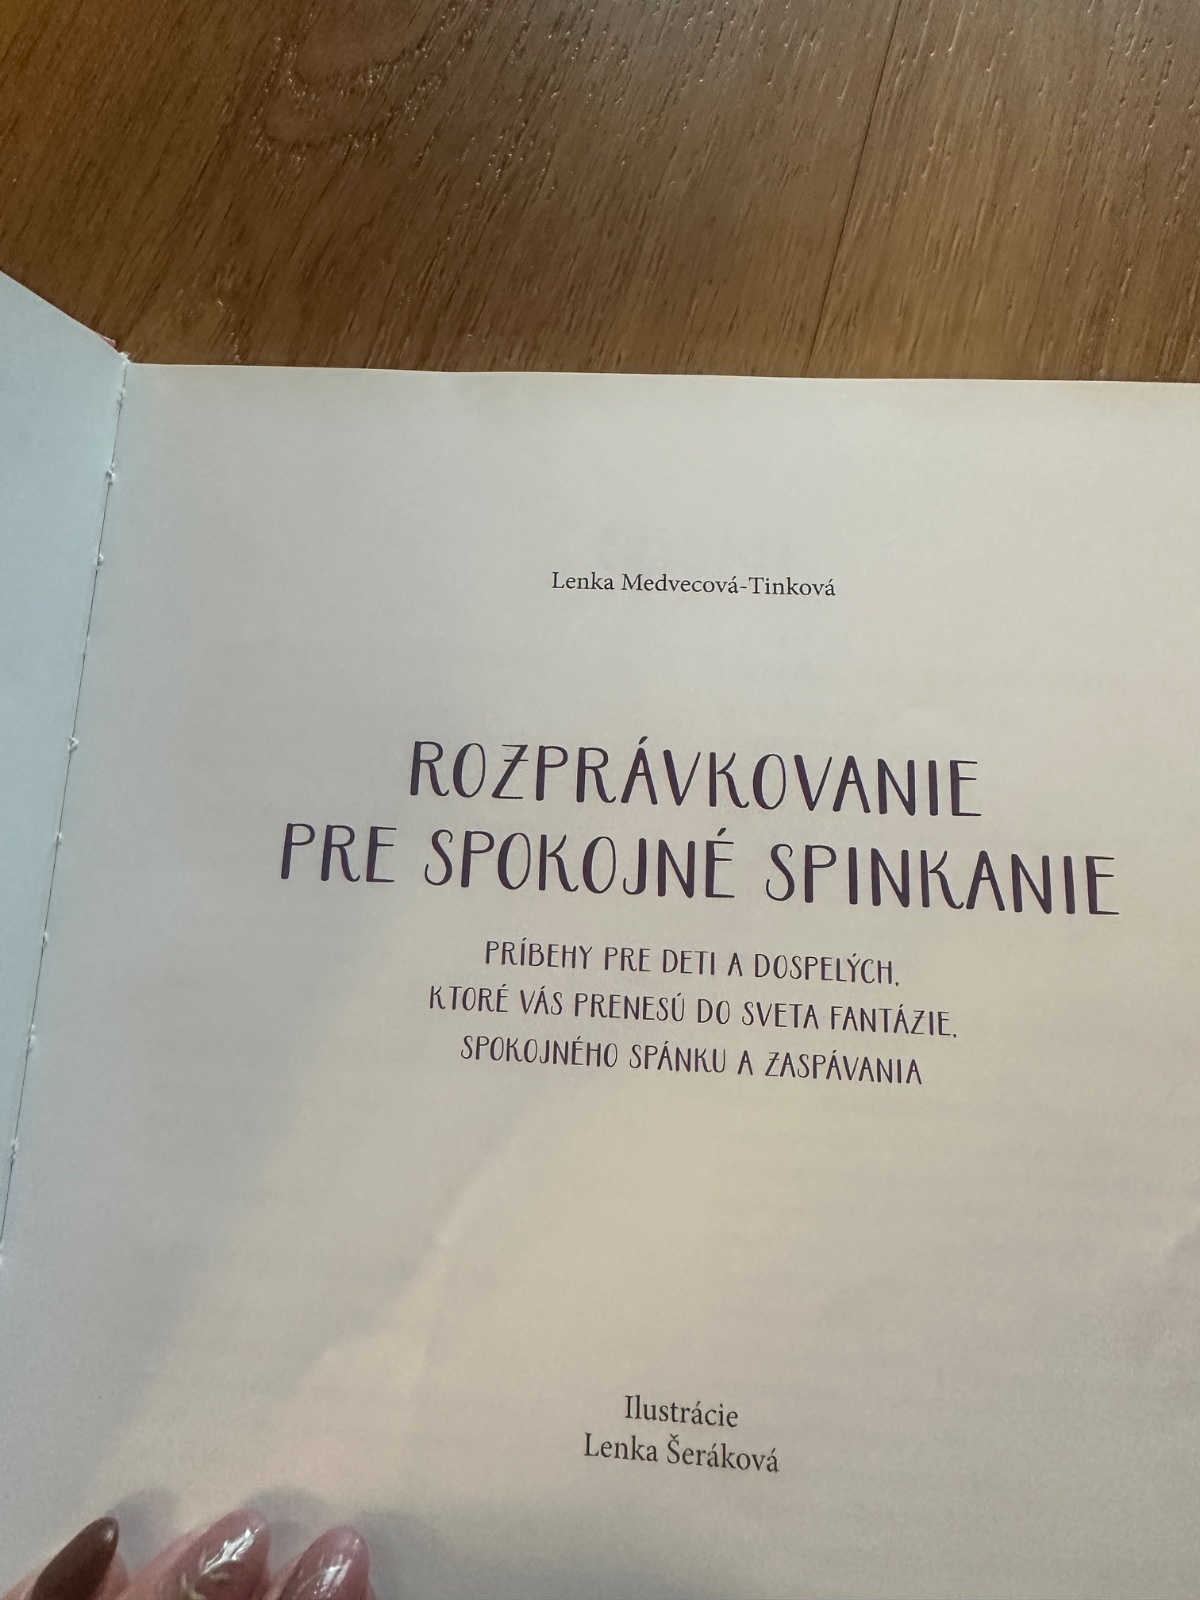 Lenka Medvecová-Tinková
ROZPRÁVKOVANIE
PRE SPOKOJNÉ SPINKANIE
PRÍBEHY PRE DETI A DOSPELÝCH,
KTORÉ VÁS PRENESÚ DO SVETA FANTÁZIE,
SPOKOJNÉHO SPÁNKU A ZASPÁVANIA
Ilustrácie
Lenka Šeráková